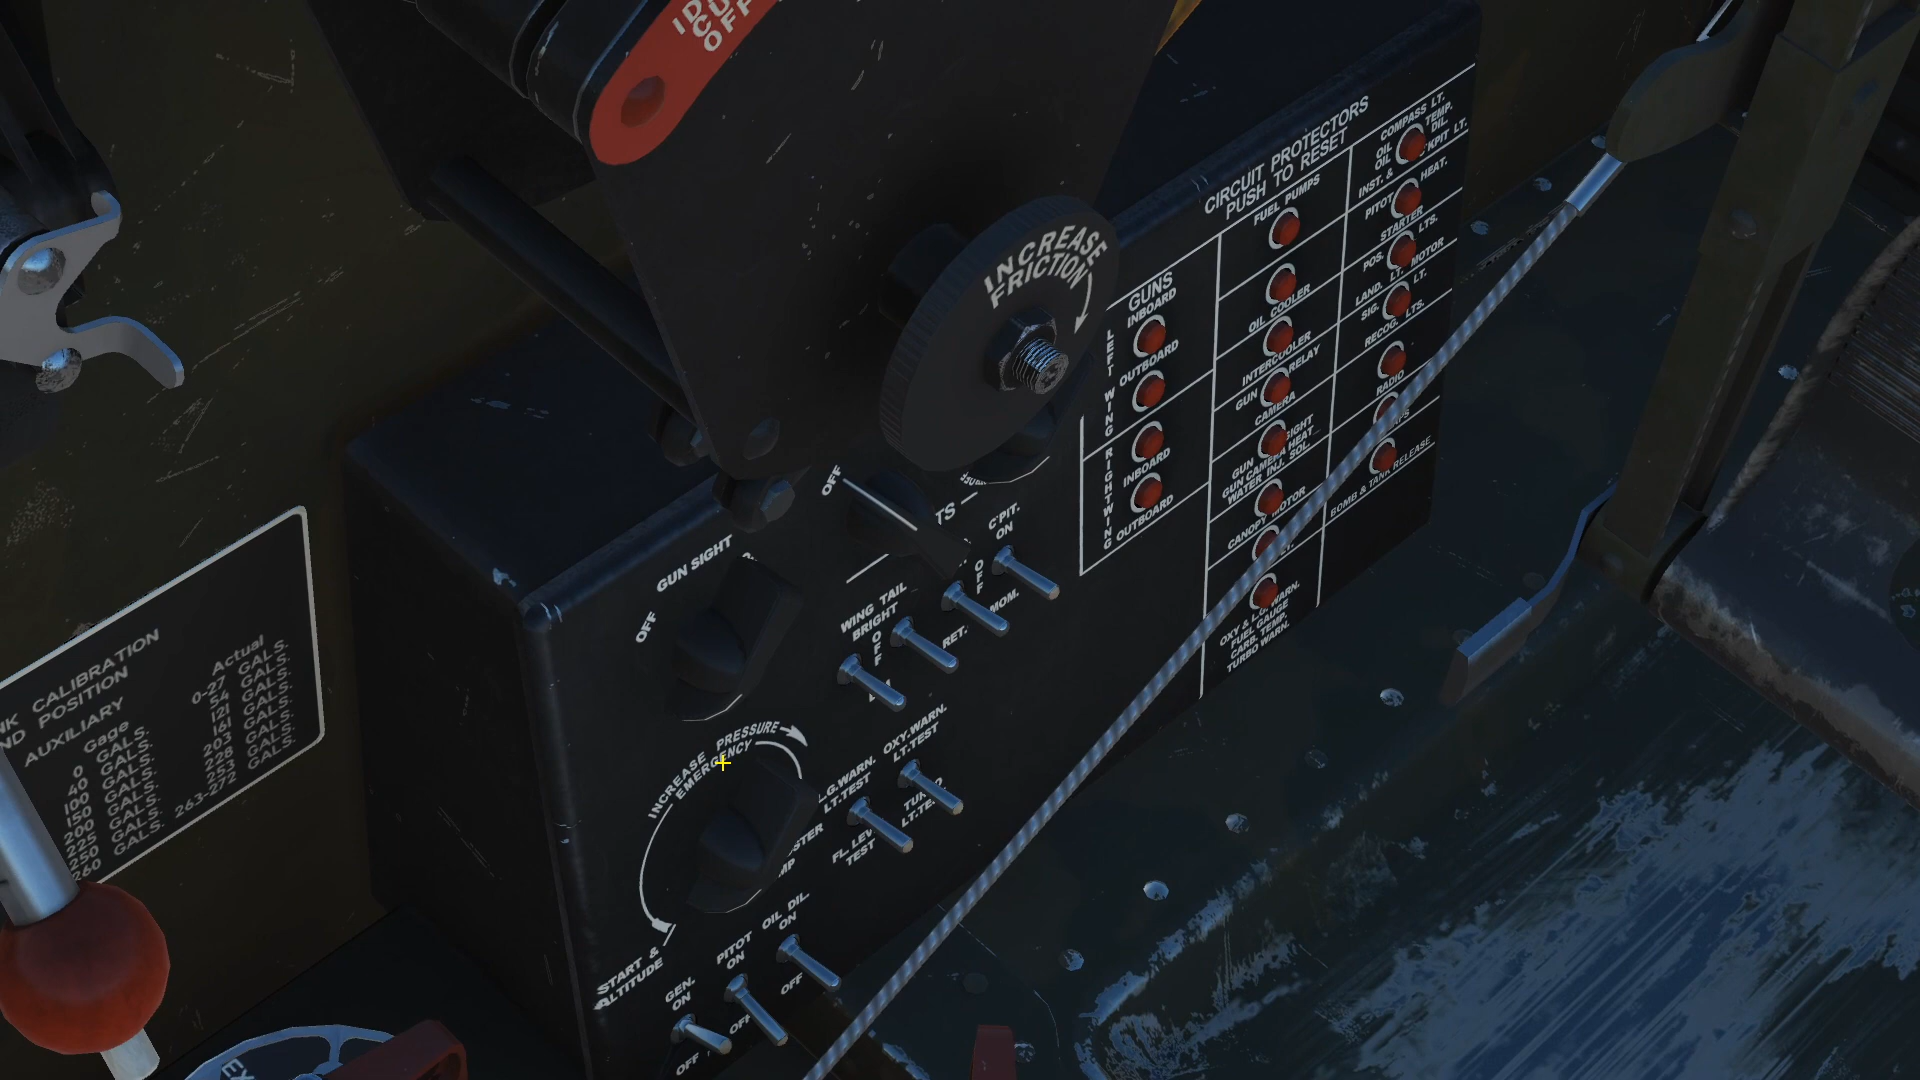 CIRCUIT PROTECTORS
PUSH TO RESET
INCREASE
FRICTION
GUNS
INBOARD
LEFT WING
OUTBOARD
RIGHT WING
INBOARD
OUTBOARD
FUEL PUMPS
OIL COOLER
INTERCOOLER
GUN RELAY
CAMERA
GUN SIGHT
GUN CAMERA HEAT
WATER INJ. SOL.
CANOPY MOTOR
OXY & L.G. WARN.
FUEL GAUGE
CARB. TEMP.
TURBO WARN.
COMPASS LT.
OIL TEMP.
OIL DIL.
INST. & C'KPIT LT.
PITOT HEAT.
STARTER
POS. LTS.
LAND. LT. MOTOR
SIG. LT.
RECOG. LTS.
RADIO
BOMB & TANK RELEASE
OFF
C'PIT.
ON
OFF
MOM.
RET.
WING TAIL
BRIGHT
OFF
GUN SIGHT
OFF
INCREASE PRESSURE
EMERGENCY
START &
ALTITUDE
L.G.WARN.
LT.TEST
OXY.WARN.
LT.TEST
TEST
OIL DIL.
ON
OFF
PITOT
ON
GEN.
ON
OFF
CALIBRATION
POSITION
AUXILIARY
Gage Actual
0 GALS. 0-27 GALS.
40 GALS. 54 GALS.
100 GALS. 121 GALS.
150 GALS. 161 GALS.
200 GALS. 203 GALS.
225 GALS. 228 GALS.
250 GALS. 253 GALS.
260 GALS. 263-272 GALS.